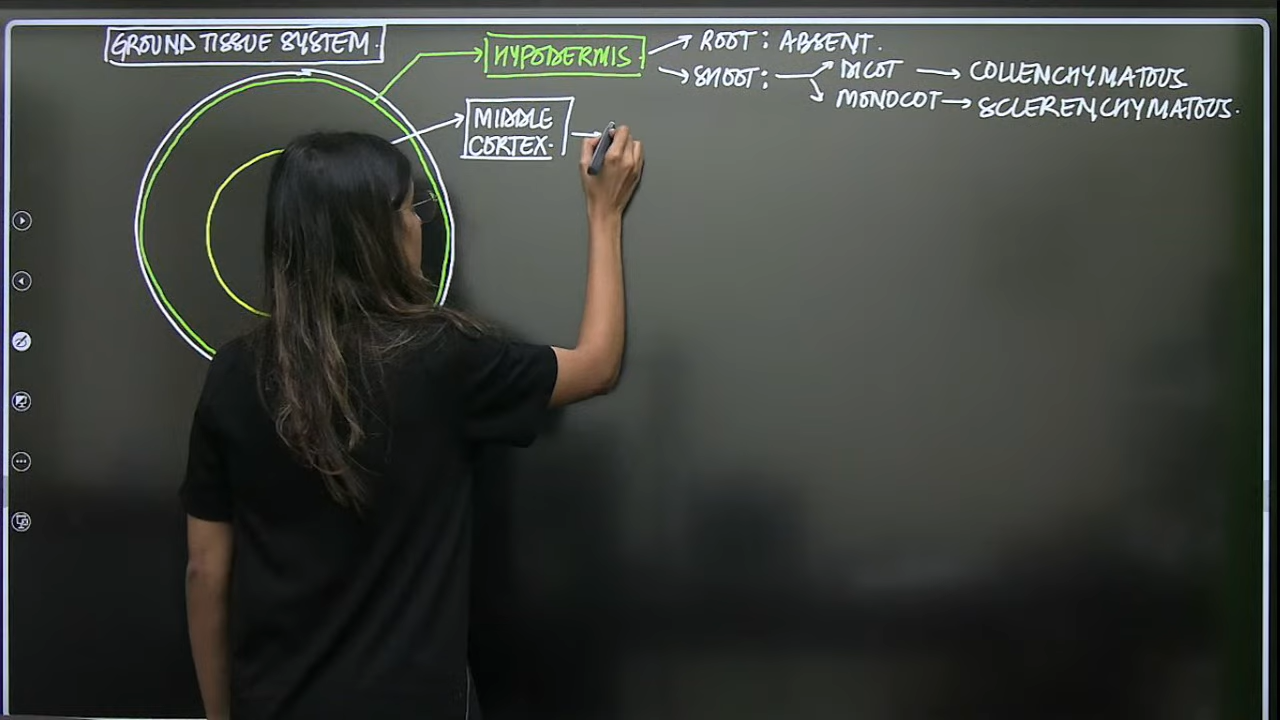 GROUND TISSUE SYSTEM.
HYPODERMIS.
ROOT: ABSENT.
SHOOT:
DICOT
COLLENCHYMATOUS
MONOCOT
SCLERENCHYMATOUS.
MIDDLE
CORTEX.